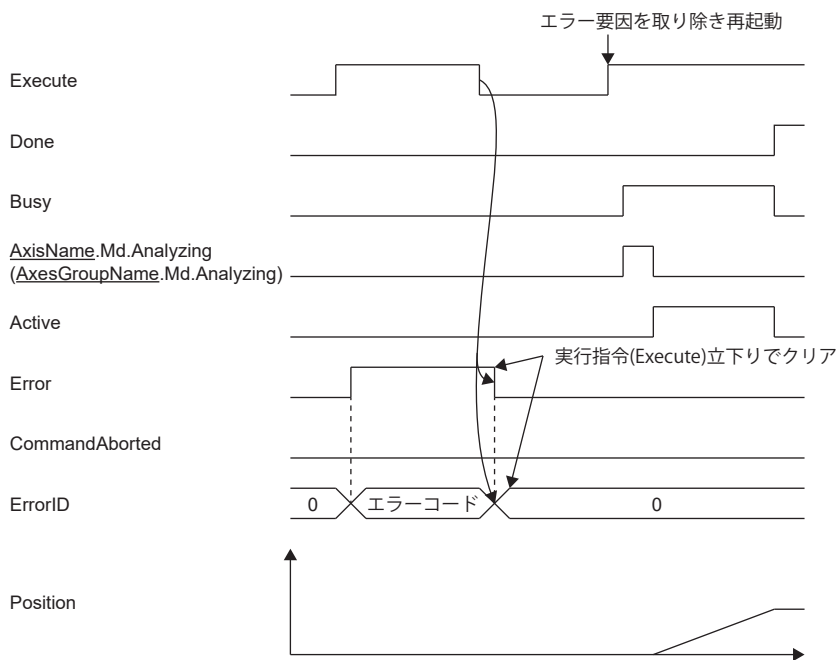 エラー要因を取り除き再起動
Execute
Done
Busy
AxisName.Md.Analyzing
(AxesGroupName.Md.Analyzing)
Active
実行指令(Execute)立下りでクリア
Error
CommandAborted
ErrorID
0
エラーコード
0
Position